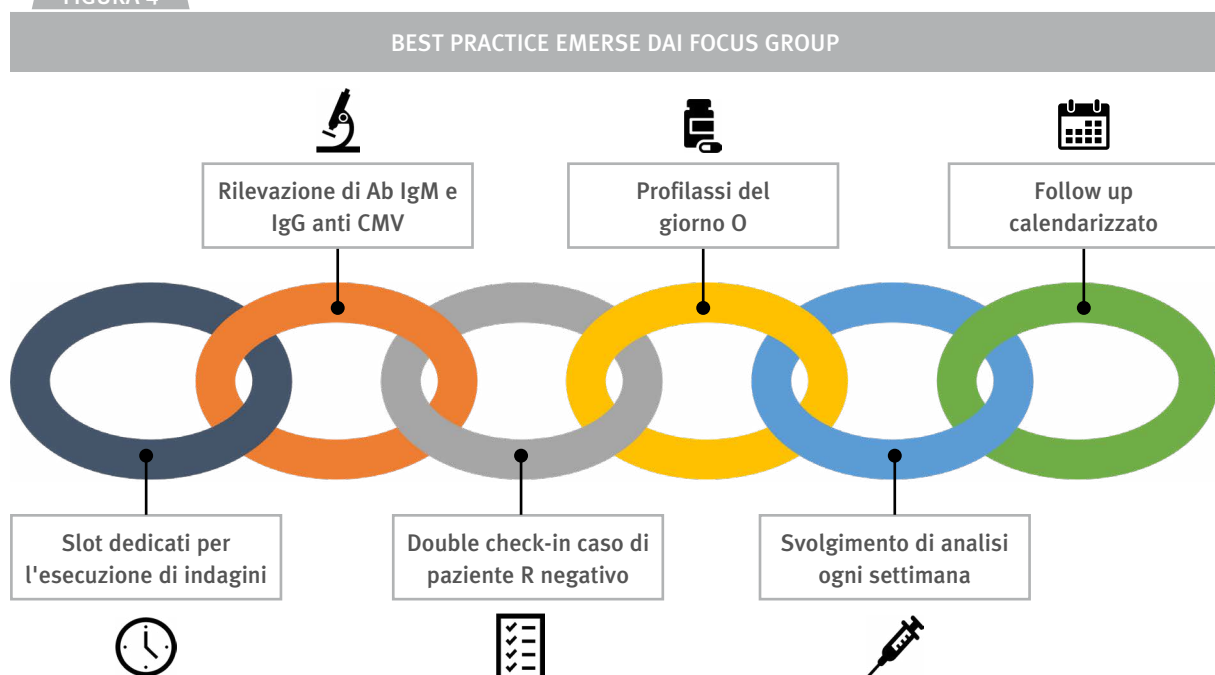 FIGURA 4
BEST PRACTICE EMERSE DAI FOCUS GROUP
Rilevazione di Ab IgM e
IgG anti CMV
Profilassi del
giorno O
Follow up
calendarizzato
Slot dedicati per
l'esecuzione di indagini
Double check-in caso di
paziente R negativo
Svolgimento di analisi
ogni settimana